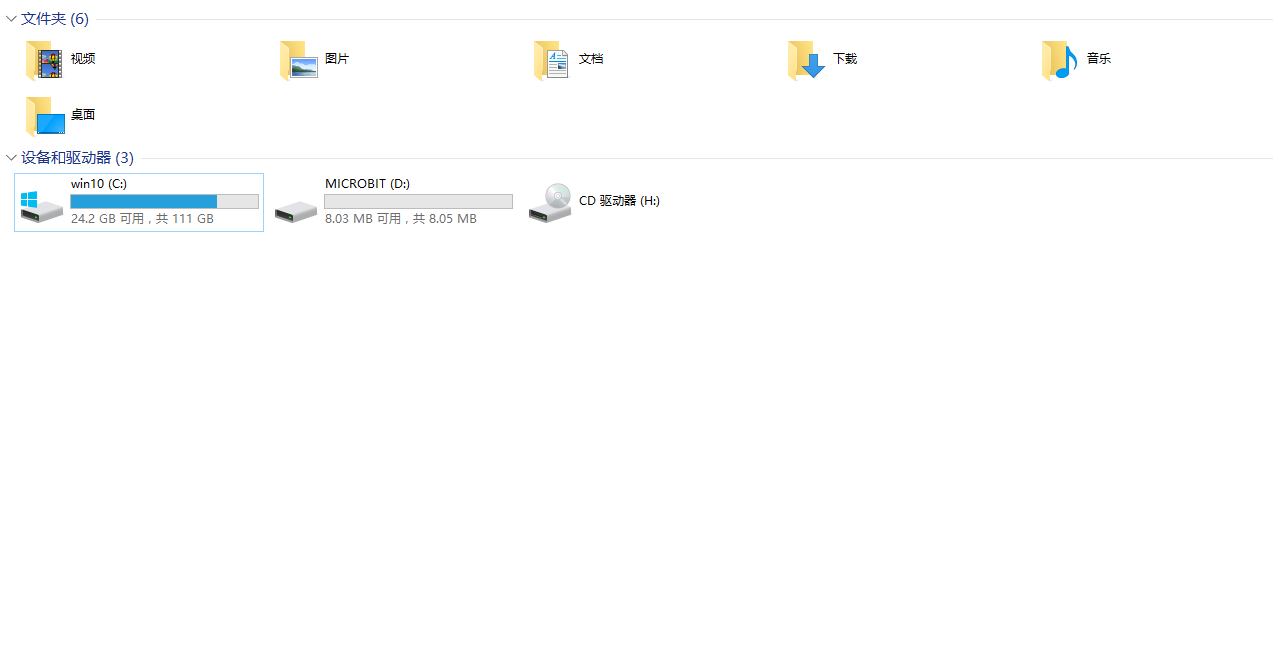 文件夹 (6)
视频
图片
文档
下载
音乐
桌面
设备和驱动器 (3)
win10 (C:)
24.2 GB 可用，共 111 GB
MICROBIT (D:)
8.03 MB 可用，共 8.05 MB
CD 驱动器 (H:)